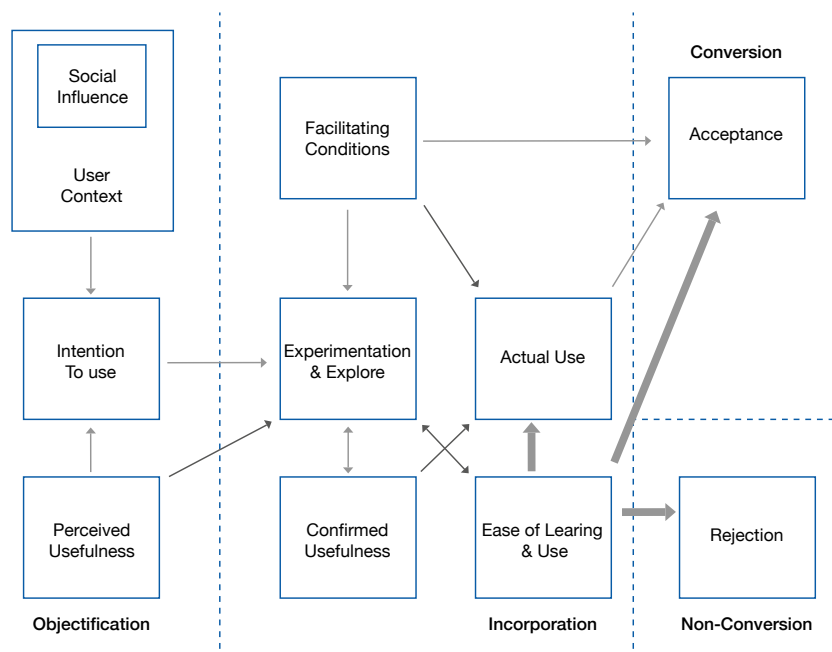 Social
Influence
User
Context
Facilitating
Conditions
Conversion
Acceptance
Intention
To use
Experimentation
& Explore
Actual Use
Perceived
Usefulness
Confirmed
Usefulness
Ease of Learing
& Use
Rejection
Objectification
Incorporation
Non-Conversion